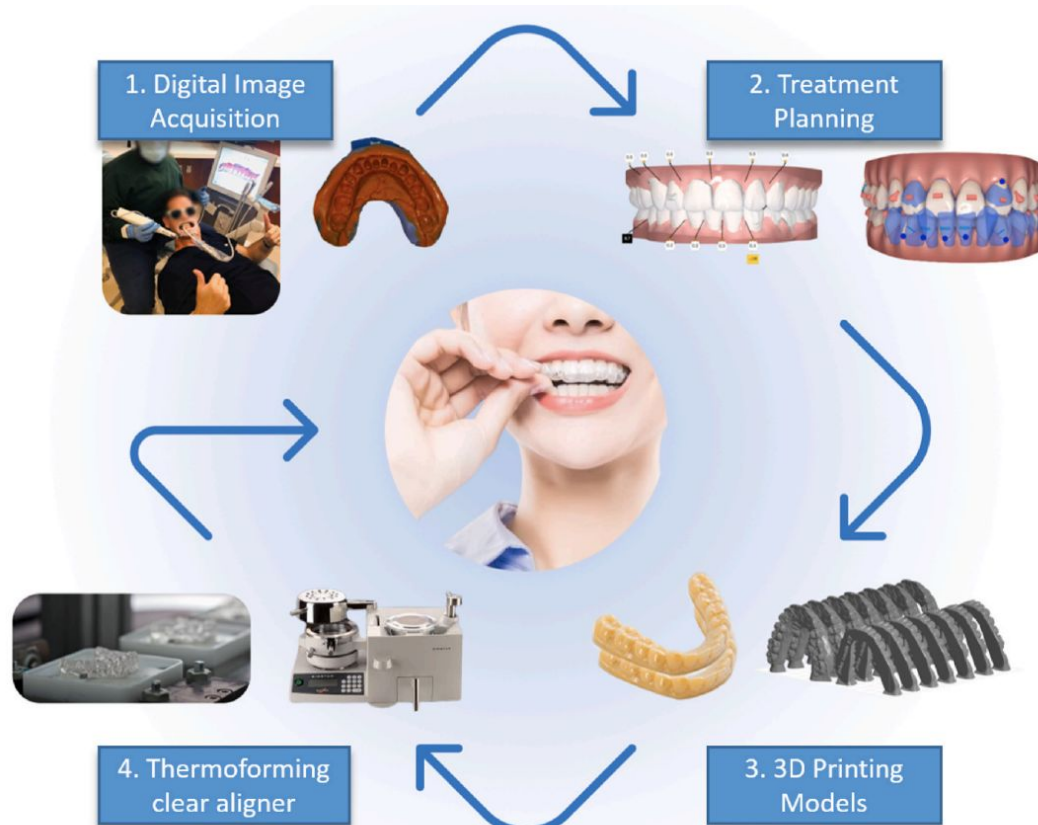 1. Digital Image
Acquisition
2. Treatment
Planning
4. Thermoforming
clear aligner
3. 3D Printing
Models